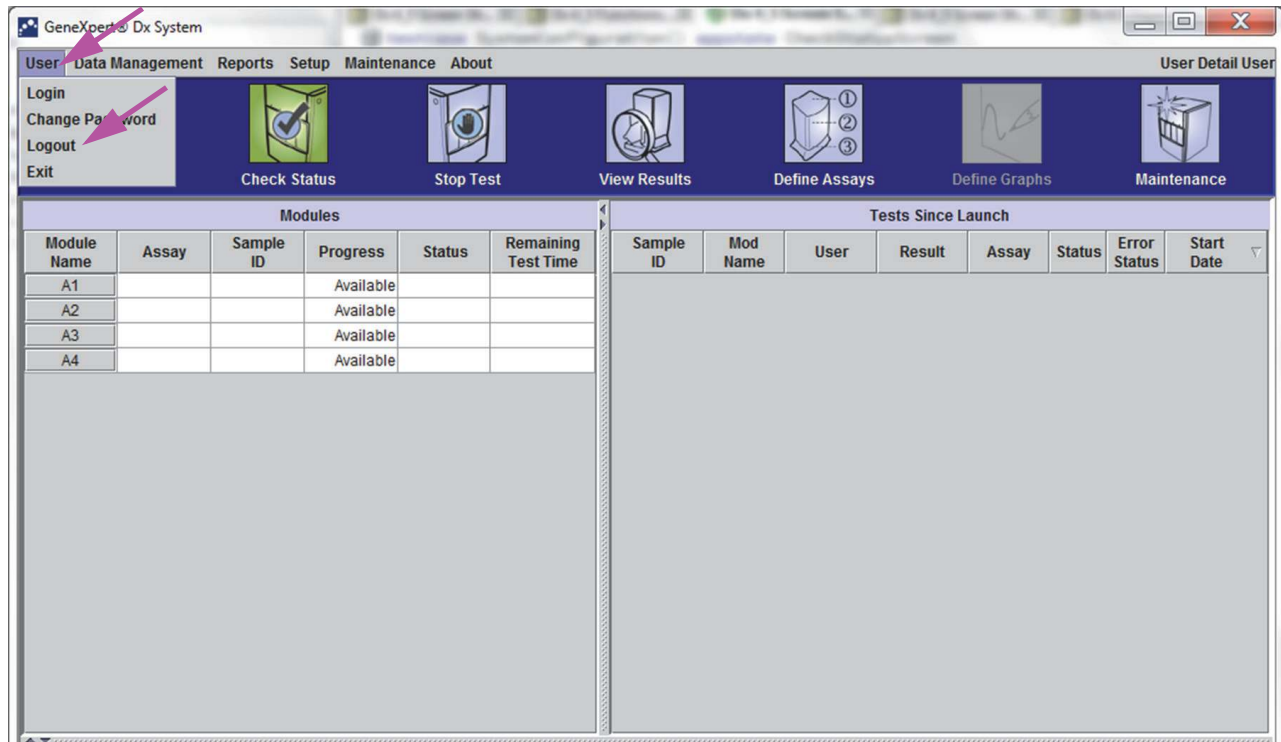 GeneXpert® Dx System
User Data Management Reports Setup Maintenance About User Detail User
Login
Change Password
Logout
Exit
① ② ③
Check Status Stop Test View Results Define Assays Define Graphs Maintenance
Modules Tests Since Launch
Module Name Assay Sample ID Progress Status Remaining Test Time Sample ID Mod Name User Result Assay Status Error Status Start Date
A1 Available
A2 Available
A3 Available
A4 Available